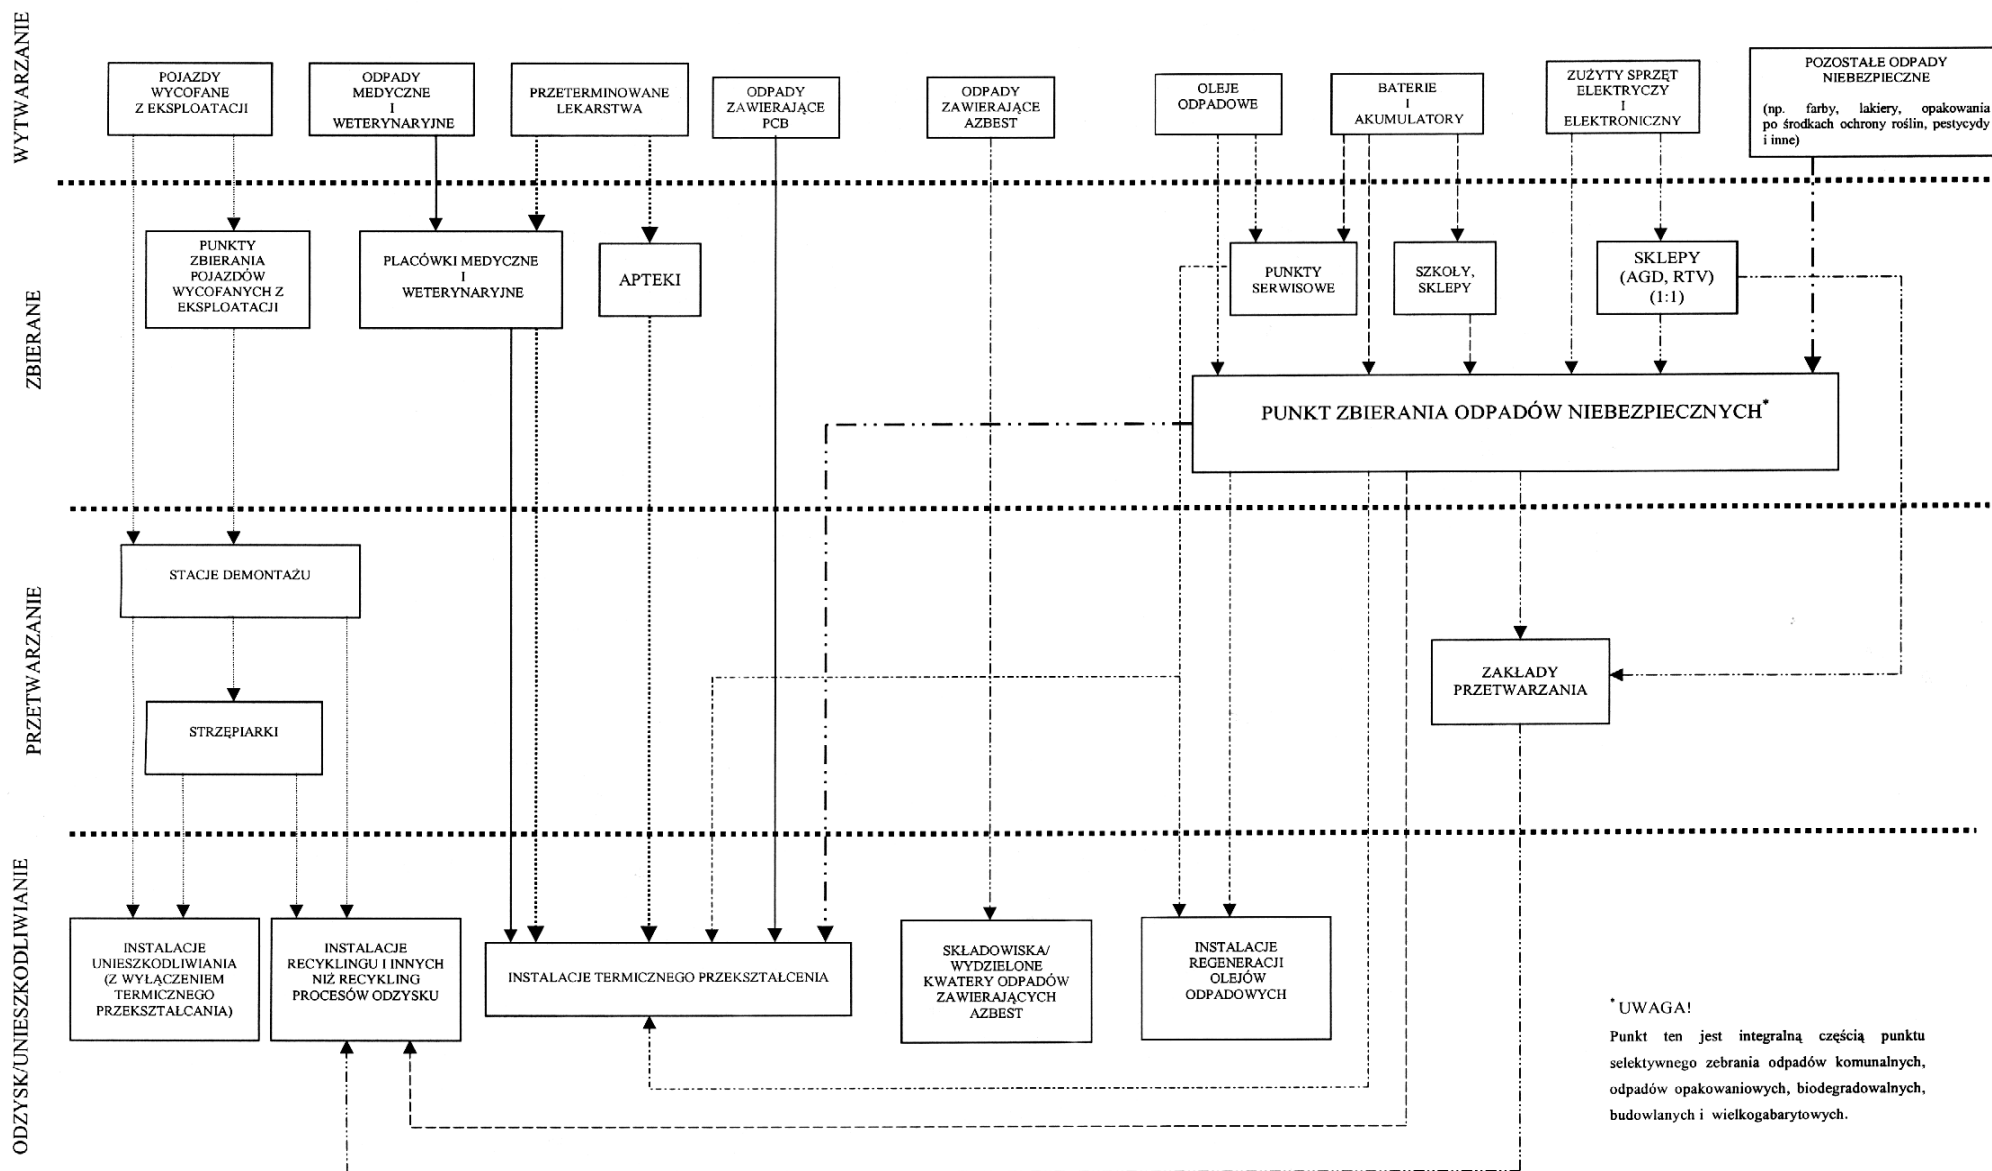 WYTWARZANIE
POJAZDY
WYCOFANE
Z EKSPLOATACJI
ODPADY
MEDYCZNE
I
WETERYNARYJNE
PRZETERMINOWANE
LEKARSTWA
ODPADY
ZAWIERAJĄCE
PCB
ODPADY
ZAWIERAJĄCE
AZBEST
OLEJE
ODPADOWE
BATERIE
I
AKUMULATORY
ZUŻYTY SPRZĘT
ELEKTRYCZY
I
ELEKTRONICZNY
POZOSTAŁE ODPADY
NIEBEZPIECZNE
(np. farby, lakiery, opakowania
po środkach ochrony roślin, pestycydy
i inne)
ZBIERANE
PUNKTY
ZBIERANIA
POJAZDÓW
WYCOFANYCH Z
EKSPLOATACJI
PLACÓWKI MEDYCZNE
I
WETERYNARYJNE
APTEKI
PUNKTY
SERWISOWE
SZKOŁY,
SKLEPY
SKLEPY
(AGD, RTV)
(1:1)
PUNKT ZBIERANIA ODPADÓW NIEBEZPIECZNYCH*
PRZETWARZANIE
STACJE DEMONTAŻU
STRZĘPIARKI
ZAKŁADY
PRZETWARZANIA
ODZYSK/UNIESZKODLIWIANIE
INSTALACJE
UNIESZKODLIWIANIA
(Z WYŁĄCZENIEM
TERMICZNEGO
PRZEKSZTAŁCANIA)
INSTALACJE
RECYKLINGU I INNYCH
NIŻ RECYKLING
PROCESÓW ODZYSKU
INSTALACJE TERMICZNEGO PRZEKSZTAŁCENIA
SKŁADOWISKA/
WYDZIELONE
KWATERY ODPADÓW
ZAWIERAJĄCYCH
AZBEST
INSTALACJE
REGENERACJI
OLEJÓW
ODPADOWYCH
*UWAGA!
Punkt ten jest integralną częścią punktu
selektywnego zebrania odpadów komunalnych,
odpadów opakowaniowych, biodegradowalnych,
budowlanych i wielkogabarytowych.